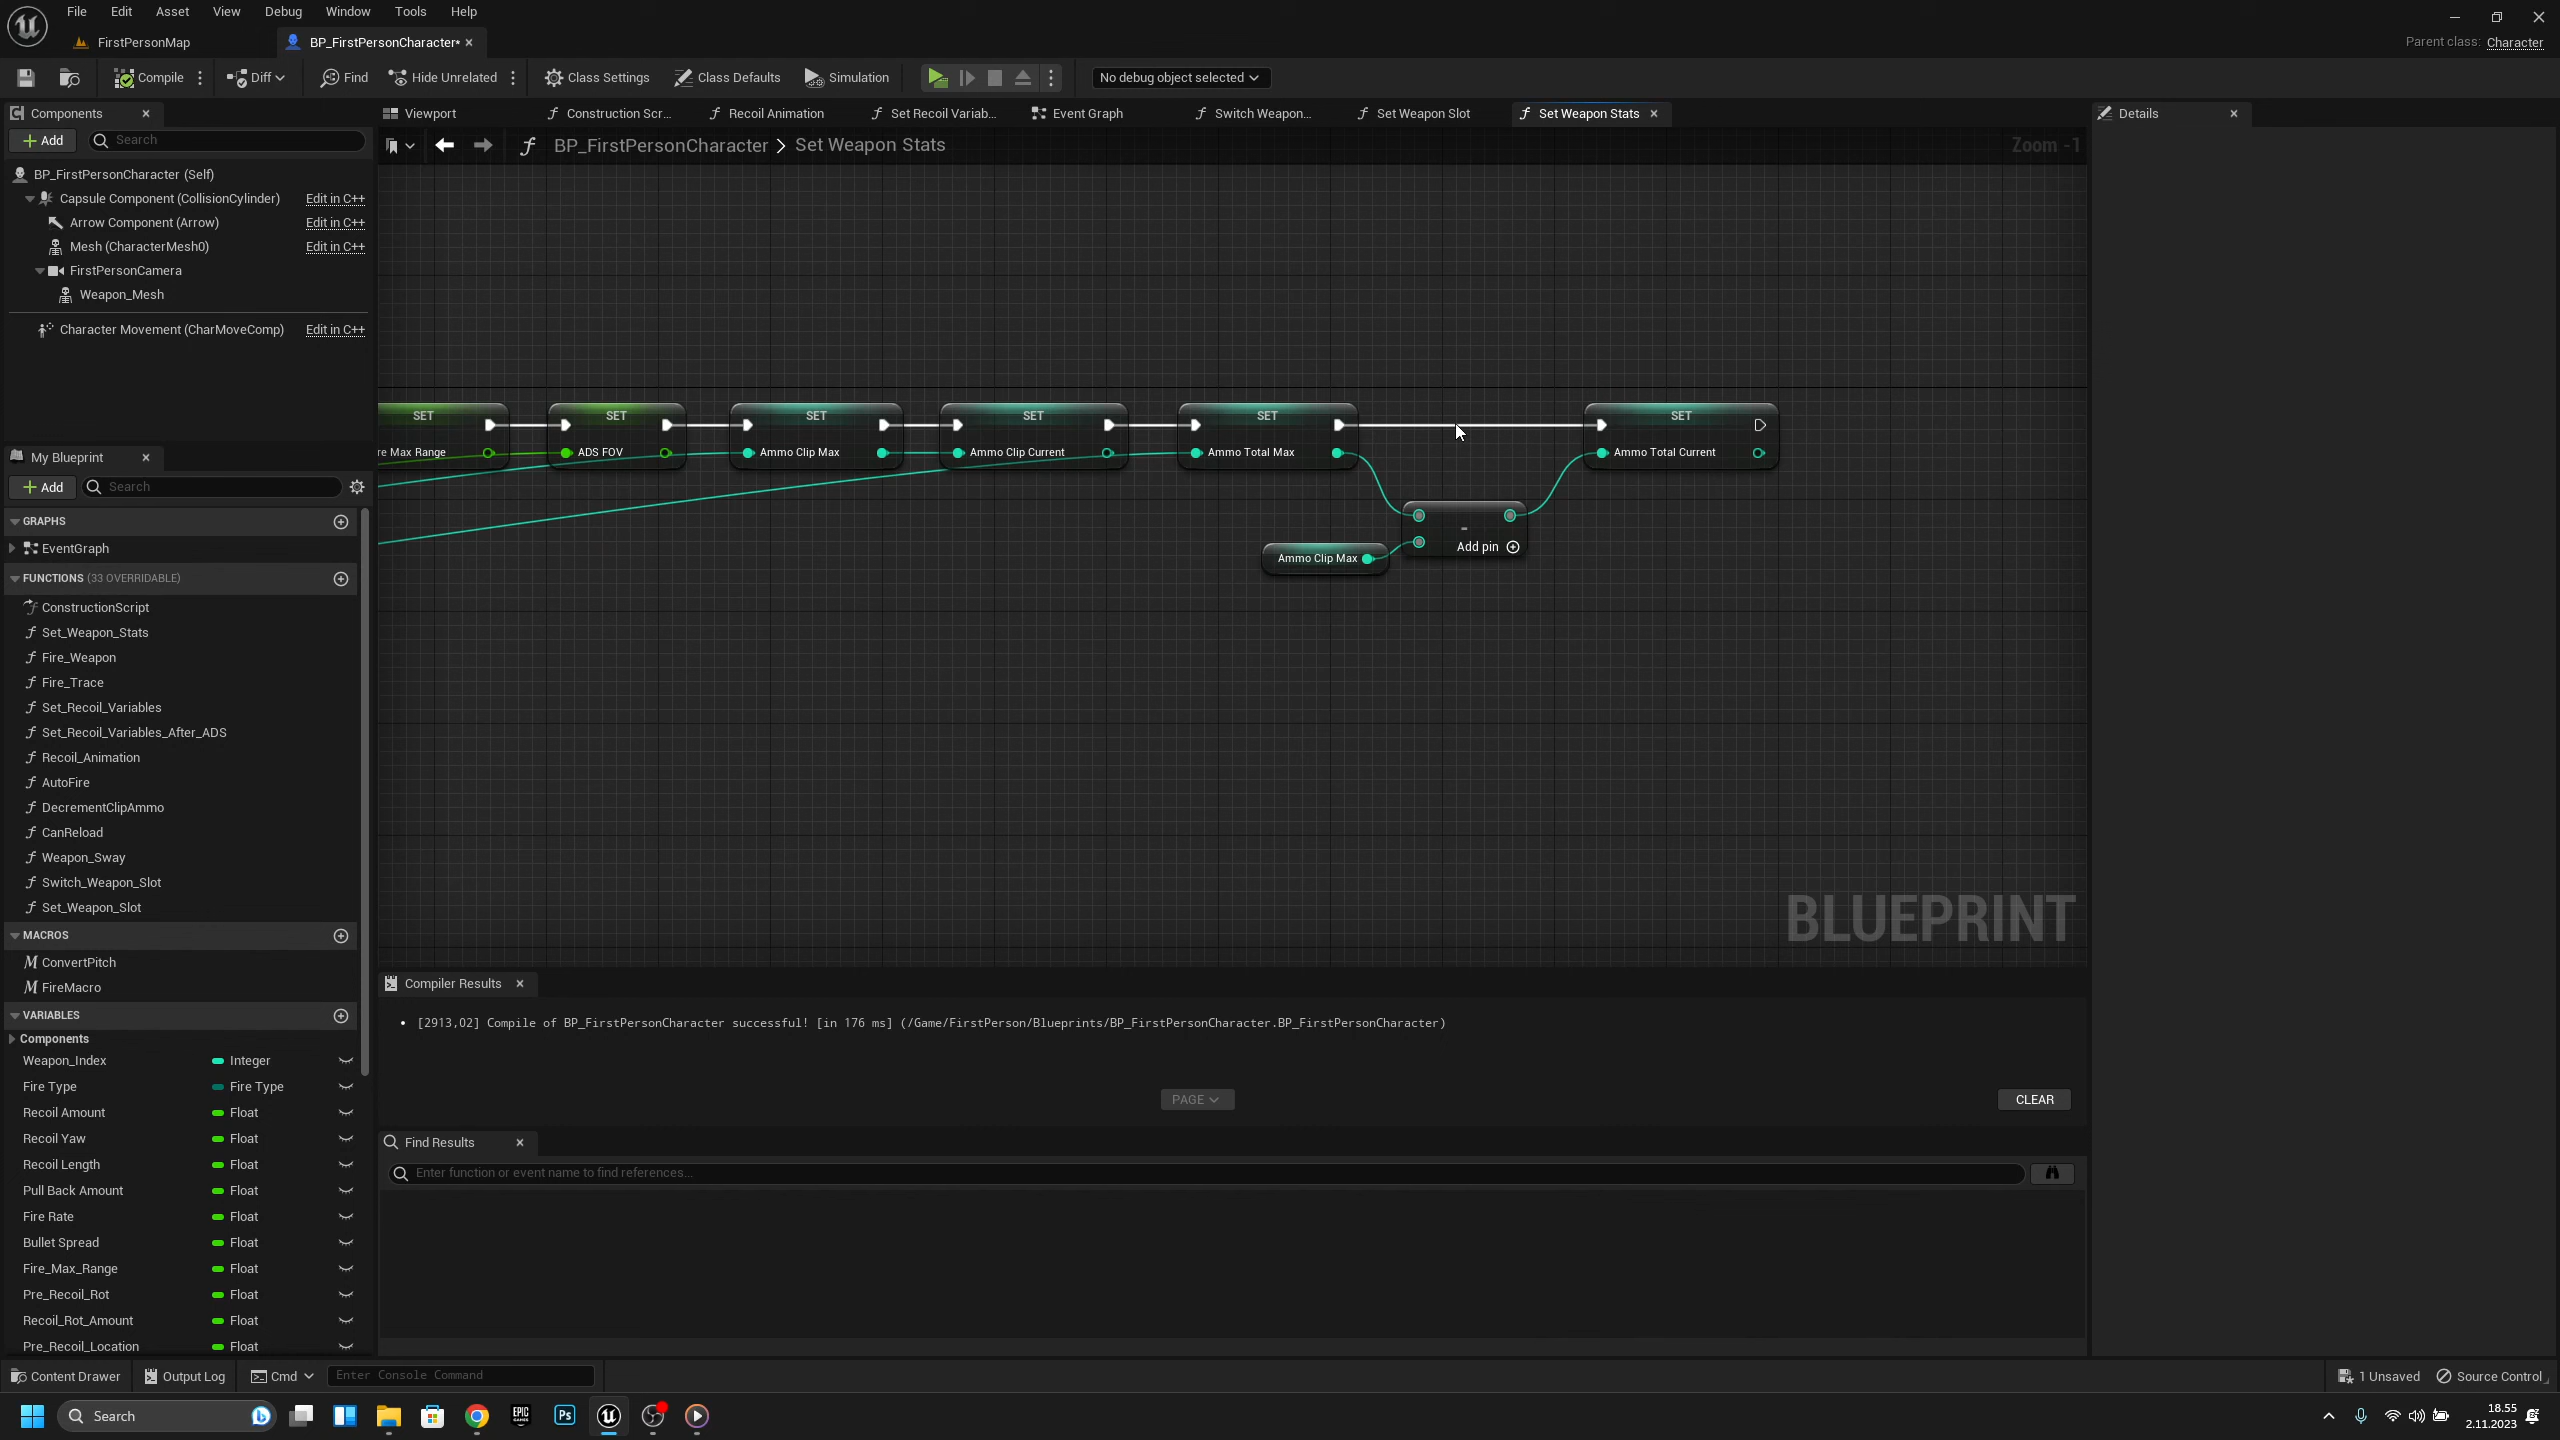 File Edit View Asset Debug Window Tools Help
FirstPersonMap
BP_FirstPersonCharacter*
Parent class: Character
Compile
Diff
Find
Hide Unrelated
Class Settings
Class Defaults
Simulation
No debug object selected
Components
Add
Search
BP_FirstPersonCharacter (Self)
Capsule Component (CollisionCylinder) Edit in C++
Arrow Component (Arrow) Edit in C++
Mesh (CharacterMesh0) Edit in C++
FirstPersonCamera
Weapon_Mesh
Character Movement (CharMoveComp) Edit in C++
My Blueprint
Add
Search
GRAPHS
EventGraph
FUNCTIONS (33 OVERRIDABLE)
ConstructionScript
Set_Weapon_Stats
Fire_Weapon
Fire_Trace
Set_Recoil_Variables
Set_Recoil_Variables_After_ADS
Recoil_Animation
AutoFire
DecrementClipAmmo
CanReload
Weapon_Sway
Switch_Weapon_Slot
Set_Weapon_Slot
MACROS
ConvertPitch
FireMacro
VARIABLES
Components
Weapon_Index Integer
Fire Type Fire Type
Recoil Amount Float
Recoil Yaw Float
Recoil Length Float
Pull Back Amount Float
Fire Rate Float
Bullet Spread Float
Fire_Max_Range Float
Pre_Recoil_Rot Float
Recoil_Rot_Amount Float
Pre_Recoil_Location Float
Viewport
Construction Scr...
Recoil Animation
Set Recoil Variab...
Event Graph
Switch Weapon...
Set Weapon Slot
Set Weapon Stats
BP_FirstPersonCharacter > Set Weapon Stats
Zoom -1
SET
re Max Range
SET
ADS FOV
SET
Ammo Clip Max
SET
Ammo Clip Current
SET
Ammo Total Max
SET
Ammo Total Current
Ammo Clip Max
-
Add pin
BLUEPRINT
Compiler Results
• [2913,02] Compile of BP_FirstPersonCharacter successful! [in 176 ms] (/Game/FirstPerson/Blueprints/BP_FirstPersonCharacter.BP_FirstPersonCharacter)
PAGE
CLEAR
Find Results
Enter function or event name to find references...
Details
Content Drawer
Output Log
Cmd
Enter Console Command
1 Unsaved
Source Control
Search
EPIC GAMES
Ps
18.55
2.11.2023